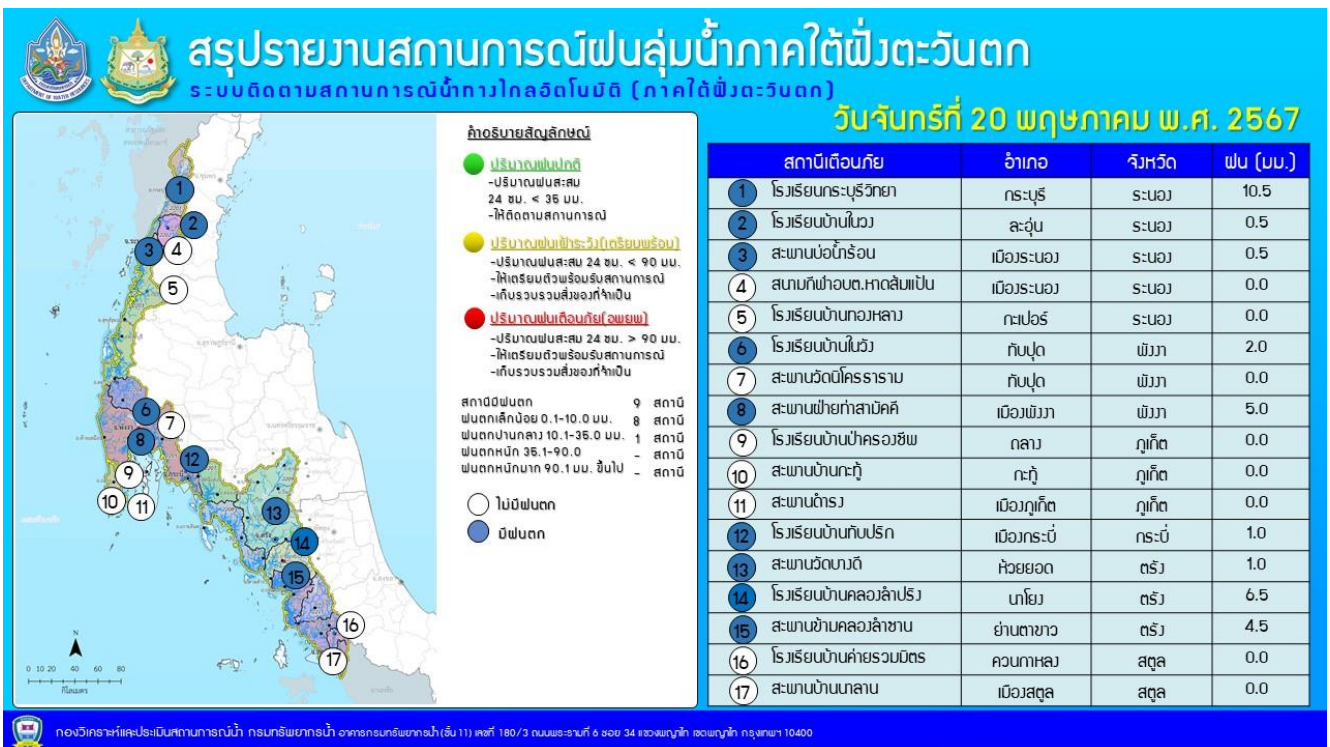 สรุปรายงานสถานการณ์ฝนลุ่มน้ำภาคใต้ฝั่งตะวันตก
ระบบติดตามสถานการณ์น้ำทางไกลอัตโนมัติ (ภาคใต้ฝั่งตะวันตก)
วันจันทร์ที่ 20 พฤษภาคม พ.ศ. 2567
คำอธิบายสัญลักษณ์
ปริมาณฝนปกติ
-ปริมาณฝนสะสม
24 ชม. < 35 มม.
-ให้ติดตามสถานการณ์
ปริมาณฝนเฝ้าระวัง(เตรียมพร้อม)
-ปริมาณฝนสะสม 24 ชม. < 90 มม.
-ให้เตรียมตัวพร้อมรับสถานการณ์
-เก็บรวบรวมสิ่งของที่จำเป็น
ปริมาณฝนเตือนภัย(อพยพ)
-ปริมาณฝนสะสม 24 ชม. > 90 มม.
-ให้เตรียมตัวพร้อมรับสถานการณ์
-เก็บรวบรวมสิ่งของที่จำเป็น
สถานีมีฝนตก 9 สถานี
ฝนตกเล็กน้อย 0.1-10.0 มม. 8 สถานี
ฝนตกปานกลาง 10.1-35.0 มม. 1 สถานี
ฝนตกหนัก 35.1-90.0 - สถานี
ฝนตกหนักมาก 90.1 มม. ขึ้นไป - สถานี
ไม่มีฝนตก
มีฝนตก
1
2
3 4
5
6
7
8
9
10 11
12
13
14
15
16
17
N
0 10 20 40 60 80
กิโลเมตร
สถานีเตือนภัย อำเภอ จังหวัด ฝน (มม.)
1 โรงเรียนกระบุรีวิทยา กระบุรี ระนอง 10.5
2 โรงเรียนบ้านในวง ละอุ่น ระนอง 0.5
3 สะพานบ่อน้ำร้อน เมืองระนอง ระนอง 0.5
4 สนามกีฬาอบต.หาดส้มแป้น เมืองระนอง ระนอง 0.0
5 โรงเรียนบ้านทองหลาง กะเปอร์ ระนอง 0.0
6 โรงเรียนบ้านในวัง ทับปุด พังงา 2.0
7 สะพานวัดนิโครธาราม ทับปุด พังงา 0.0
8 สะพานฝ่ายท่าสามัคคี เมืองพังงา พังงา 5.0
9 โรงเรียนบ้านป่าครองชีพ ถลาง ภูเก็ต 0.0
10 สะพานบ้านกะทู้ กะทู้ ภูเก็ต 0.0
11 สะพานดำรง เมืองภูเก็ต ภูเก็ต 0.0
12 โรงเรียนบ้านทับปริก เมืองกระบี่ กระบี่ 1.0
13 สะพานวัดบางดี ห้วยยอด ตรัง 1.0
14 โรงเรียนบ้านคลองลำปริง นาโยง ตรัง 6.5
15 สะพานข้ามคลองลำชาน ย่านตาขาว ตรัง 4.5
16 โรงเรียนบ้านค่ายรวมมิตร ควนกาหลง สตูล 0.0
17 สะพานบ้านนาลาน เมืองสตูล สตูล 0.0
กองวิเคราะห์และประเมินสถานการณ์น้ำ กรมทรัพยากรน้ำ อาคารกรมทรัพยากรน้ำ (ชั้น 11) เลขที่ 180/3 ถนนพระรามที่ 6 ซอย 34 แขวงพญาไท เขตพญาไท กรุงเทพฯ 10400